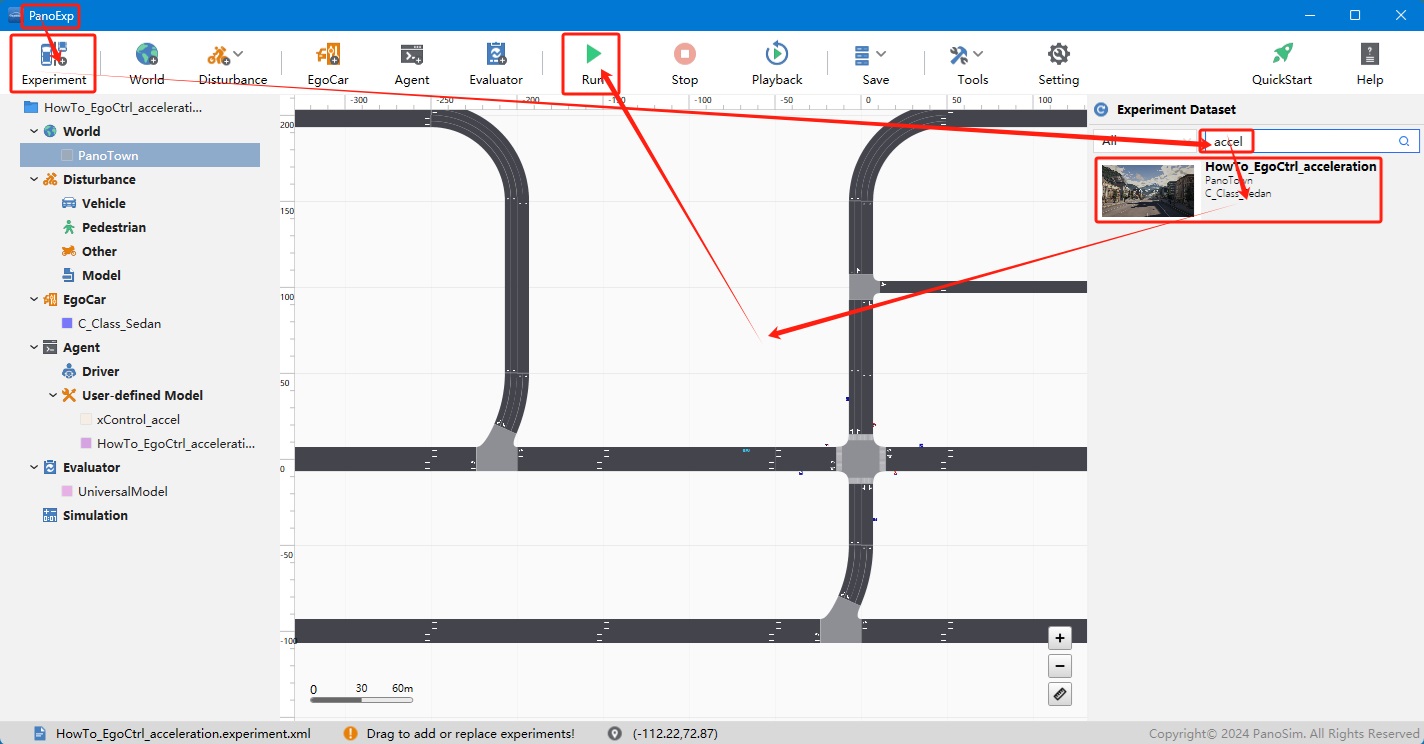 PanoExp
Experiment
World
Disturbance
EgoCar
Agent
Evaluator
Run
Stop
Playback
Save
Tools
Setting
QuickStart
Help
HowTo_EgoCtrl_accelerati...
World
PanoTown
Disturbance
Vehicle
Pedestrian
Other
Model
EgoCar
C_Class_Sedan
Agent
Driver
User-defined Model
xControl_accel
HowTo_EgoCtrl_accelerati...
Evaluator
UniversalModel
Simulation
-300
-250
-200
-150
-100
-50
0
50
100
200
150
100
50
0
-50
-100
0 30 60m
+
−
Experiment Dataset
All
accel
HowTo_EgoCtrl_acceleration
PanoTown
C_Class_Sedan
HowTo_EgoCtrl_acceleration.experiment.xml
Drag to add or replace experiments!
(-112.22,72.87)
Copyright© 2024 PanoSim. All Rights Reserved